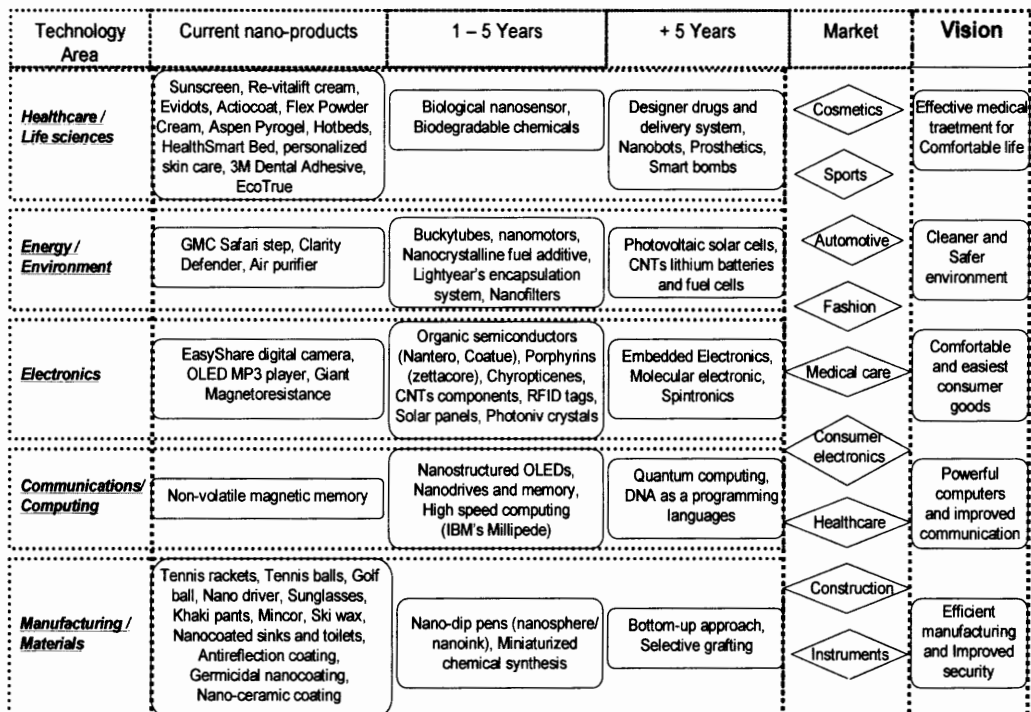 Technology
Area
Current nano-products
1 – 5 Years
+ 5 Years
Market
Vision
Healthcare /
Life sciences
Sunscreen, Re-vitalift cream,
Evidots, Actiocoat, Flex Powder
Cream, Aspen Pyrogel, Hotbeds,
HealthSmart Bed, personalized
skin care, 3M Dental Adhesive,
EcoTrue
Biological nanosensor,
Biodegradable chemicals
Designer drugs and
delivery system,
Nanobots, Prosthetics,
Smart bombs
Cosmetics
Sports
Effective medical
traetment for
Comfortable life
Energy /
Environment
GMC Safari step, Clarity
Defender, Air purifier
Buckytubes, nanomotors,
Nanocrystalline fuel additive,
Lightyear's encapsulation
system, Nanofilters
Photovoltaic solar cells,
CNTs lithium batteries
and fuel cells
Automotive
Fashion
Cleaner and
Safer
environment
Electronics
EasyShare digital camera,
OLED MP3 player, Giant
Magnetoresistance
Organic semiconductors
(Nantero, Coatue), Porphyrins
(zettacore), Chyropticenes,
CNTs components, RFID tags,
Solar panels, Photoniv crystals
Embedded Electronics,
Molecular electronic,
Spintronics
Medical care
Consumer
electronics
Comfortable
and easiest
consumer
goods
Communications/
Computing
Non-volatile magnetic memory
Nanostructured OLEDs,
Nanodrives and memory,
High speed computing
(IBM's Millipede)
Quantum computing,
DNA as a programming
languages
Healthcare
Powerful
computers
and improved
communication
Manufacturing /
Materials
Tennis rackets, Tennis balls, Golf
ball, Nano driver, Sunglasses,
Khaki pants, Mincor, Ski wax,
Nanocoated sinks and toilets,
Antireflection coating,
Germicidal nanocoating,
Nano-ceramic coating
Nano-dip pens (nanosphere/
nanoink), Miniaturized
chemical synthesis
Bottom-up approach,
Selective grafting
Construction
Instruments
Efficient
manufacturing
and Improved
security